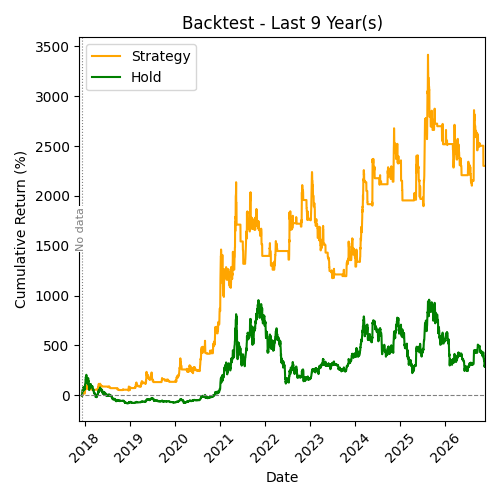 Backtest - Last 9 Year(s)
Strategy
Hold
No data
Cumulative Return (%)
3500
3000
2500
2000
1500
1000
500
0
2018
2019
2020
2021
2022
2023
2024
2025
2026
Date